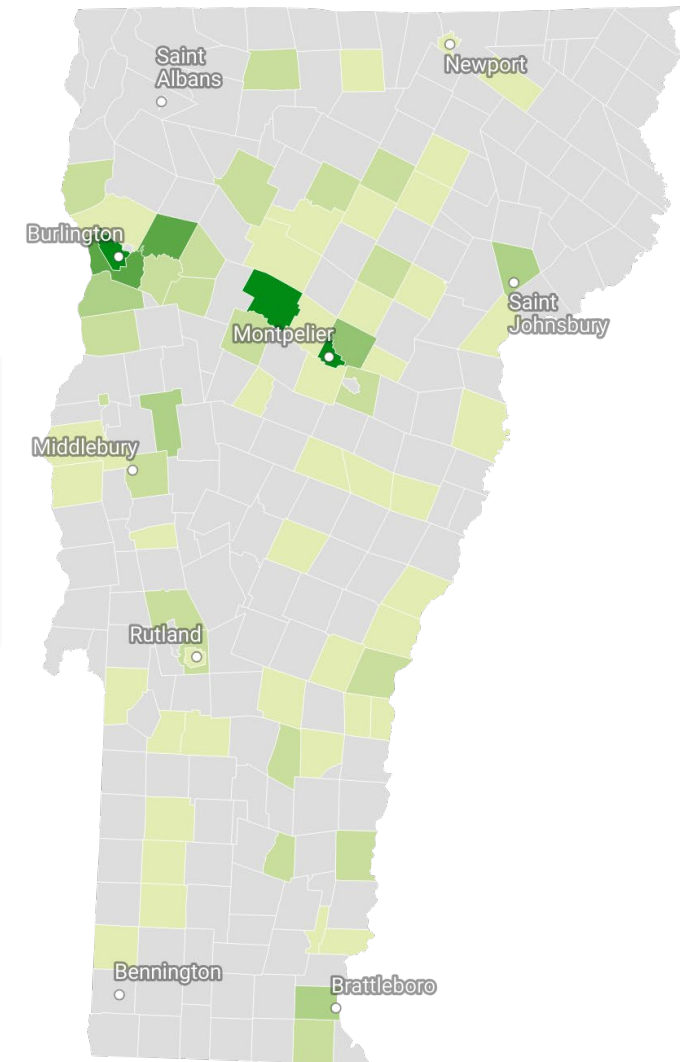 Saint
Albans
Newport
Burlington
Saint
Johnsbury
Montpelier
Middlebury
Rutland
Bennington
Brattleboro